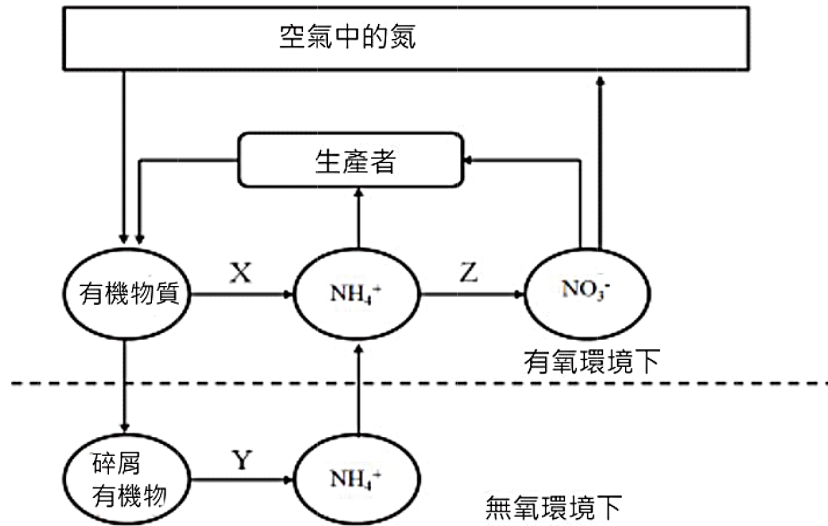 空氣中的氮
生產者
有機物質
X
NH₄⁺
Z
NO₃⁻
有氧環境下
碎屑
有機物
Y
NH₄⁺
無氧環境下